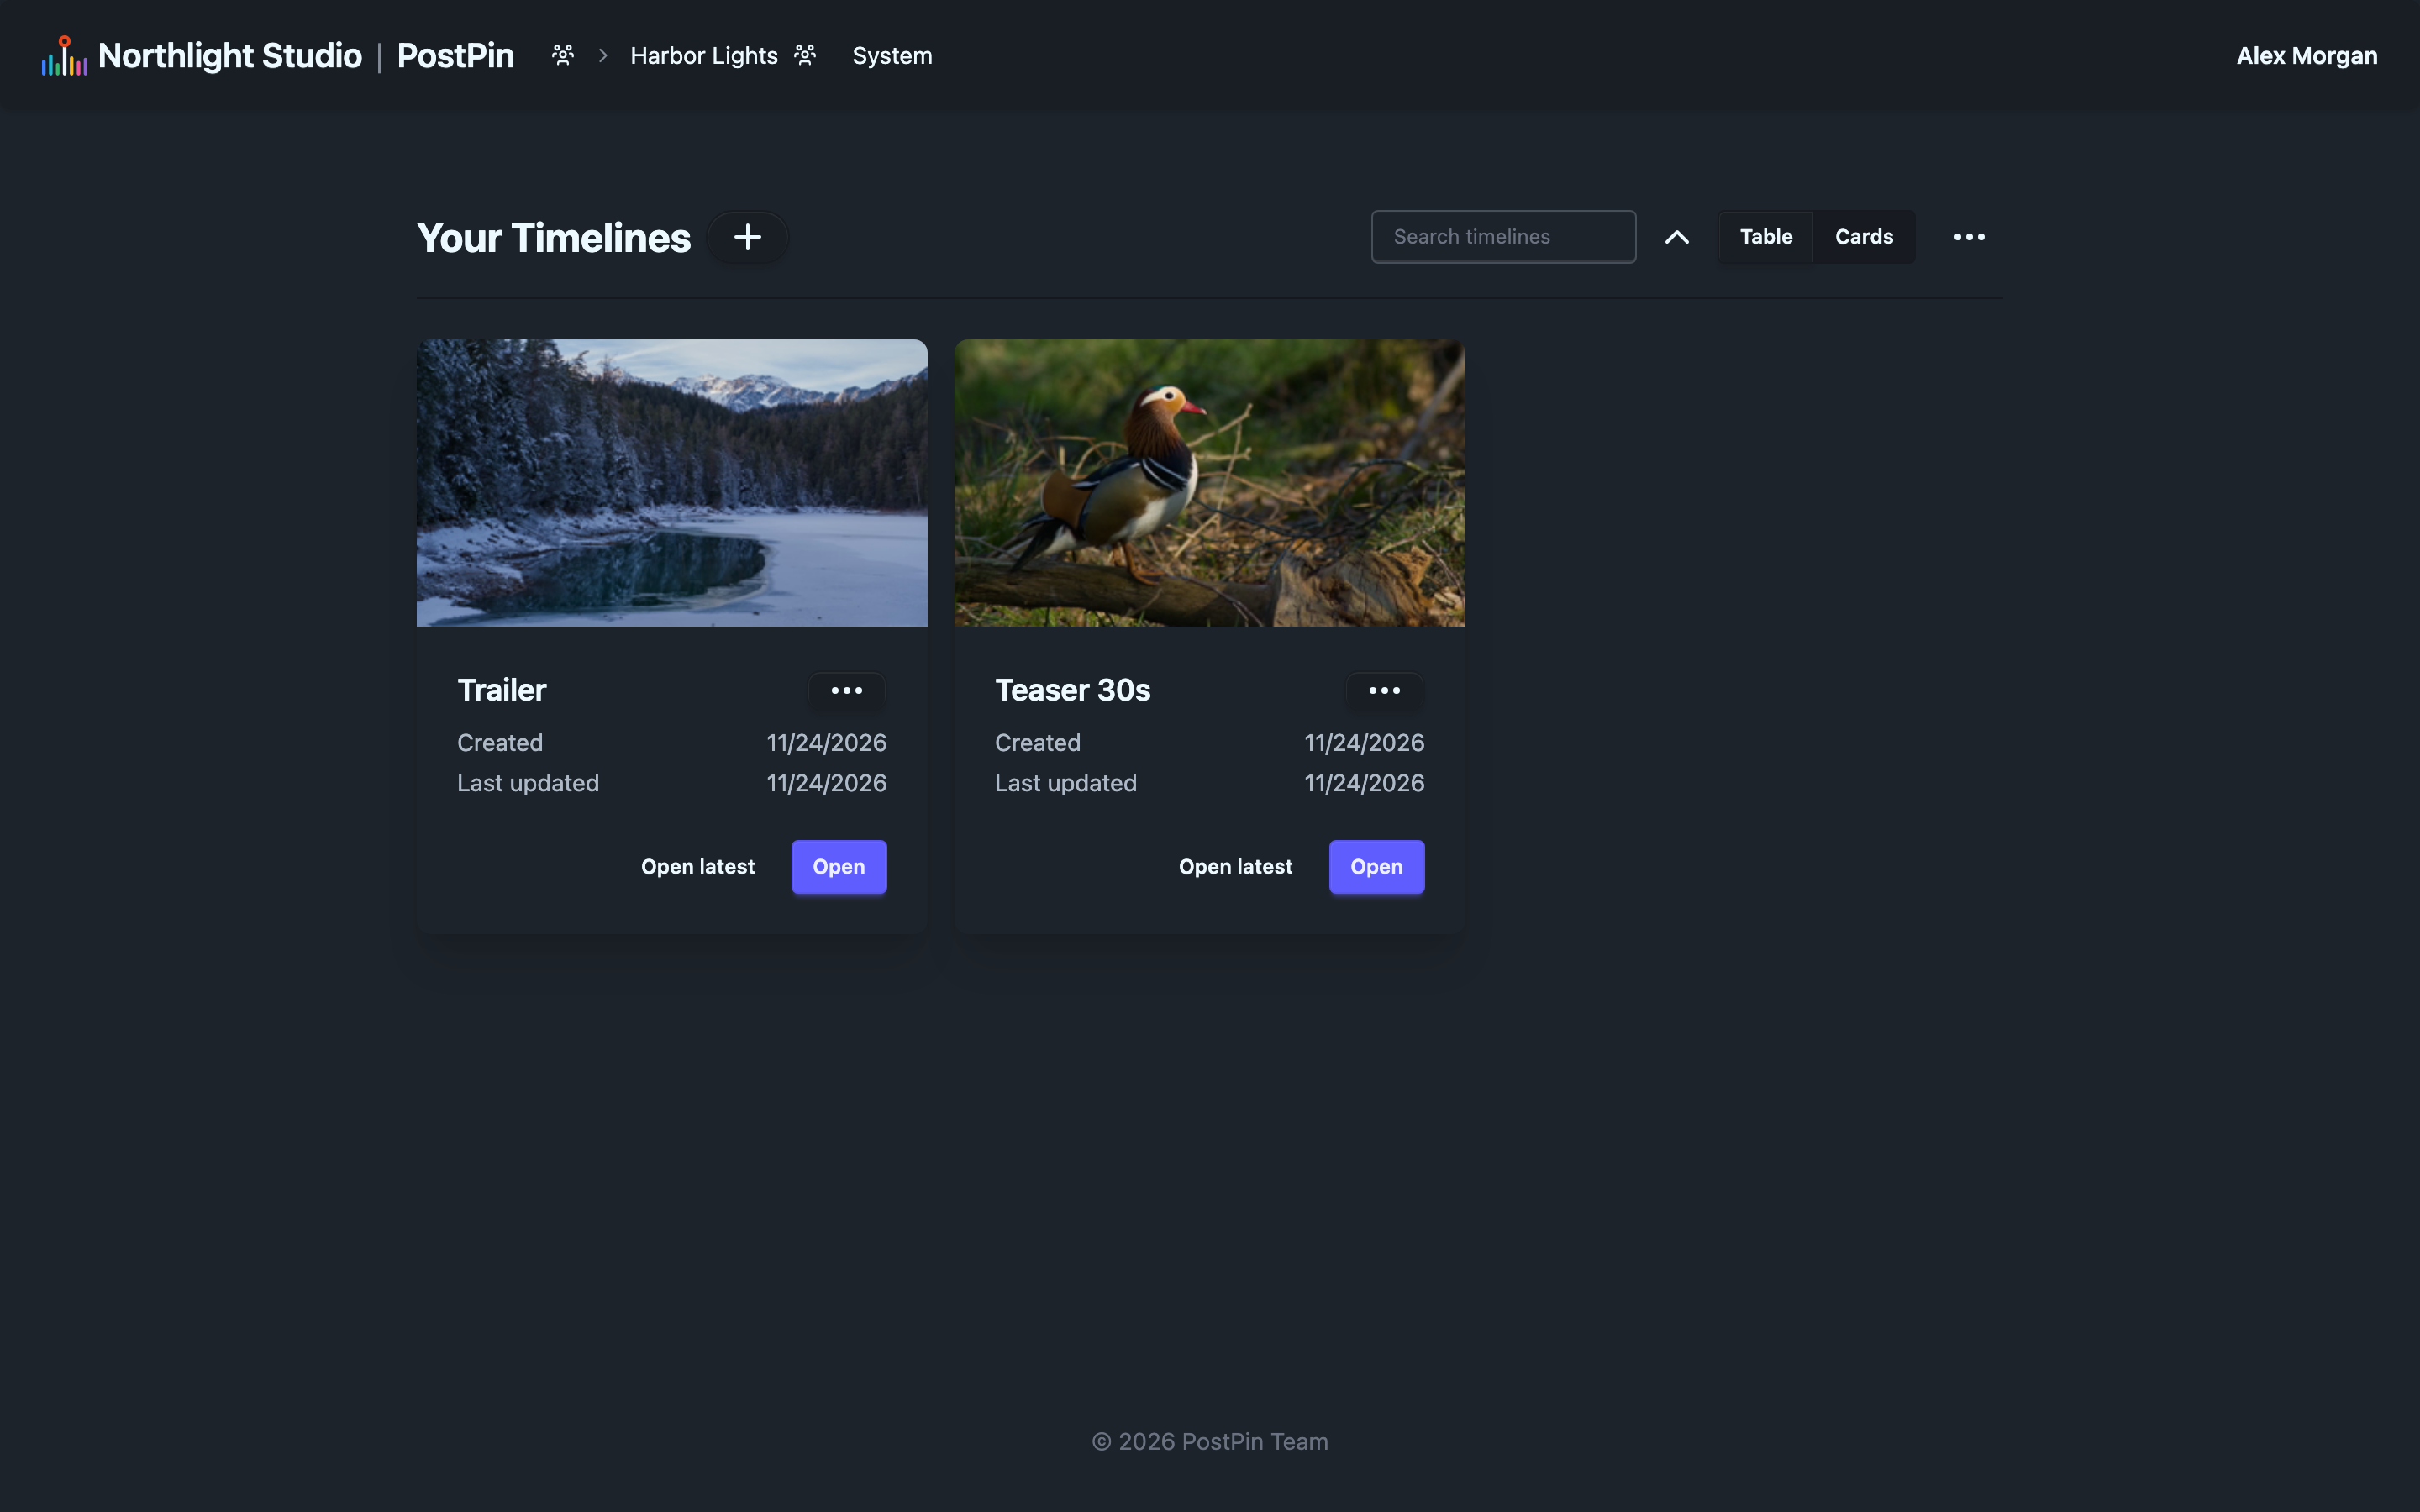 Northlight Studio | PostPin
Harbor Lights
System
Alex Morgan
Your Timelines
Search timelines
Table
Cards
Trailer
Created 11/24/2026
Last updated 11/24/2026
Open latest
Open
Teaser 30s
Created 11/24/2026
Last updated 11/24/2026
Open latest
Open
© 2026 PostPin Team